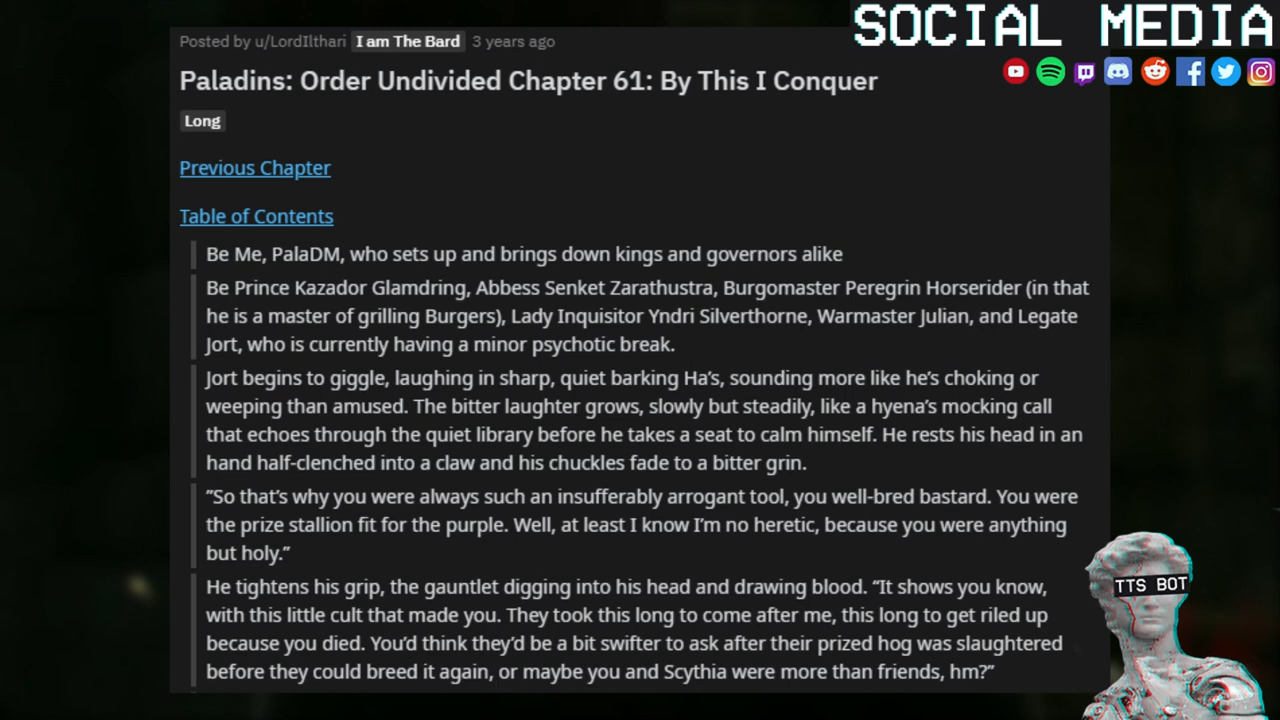 SOCIAL MEDIA
Posted by u/LordIlthari I am The Bard 3 years ago
Paladins: Order Undivided Chapter 61: By This I Conquer
Long
Previous Chapter
Table of Contents
Be Me, PalaDM, who sets up and brings down kings and governors alike
Be Prince Kazador Glamdring, Abbess Senket Zarathustra, Burgomaster Peregrin Horserider (in that
he is a master of grilling Burgers), Lady Inquisitor Yndri Silverthorne, Warmaster Julian, and Legate
Jort, who is currently having a minor psychotic break.
Jort begins to giggle, laughing in sharp, quiet barking Ha’s, sounding more like he’s choking or
weeping than amused. The bitter laughter grows, slowly but steadily, like a hyena’s mocking call
that echoes through the quiet library before he takes a seat to calm himself. He rests his head in an
hand half-clenched into a claw and his chuckles fade to a bitter grin.
”So that’s why you were always such an insufferably arrogant tool, you well-bred bastard. You were
the prize stallion fit for the purple. Well, at least I know I’m no heretic, because you were anything
but holy.”
He tightens his grip, the gauntlet digging into his head and drawing blood. “It shows you know,
with this little cult that made you. They took this long to come after me, this long to get riled up
because you died. You’d think they’d be a bit swifter to ask after their prized hog was slaughtered
before they could breed it again, or maybe you and Scythia were more than friends, hm?”
TTS BOT